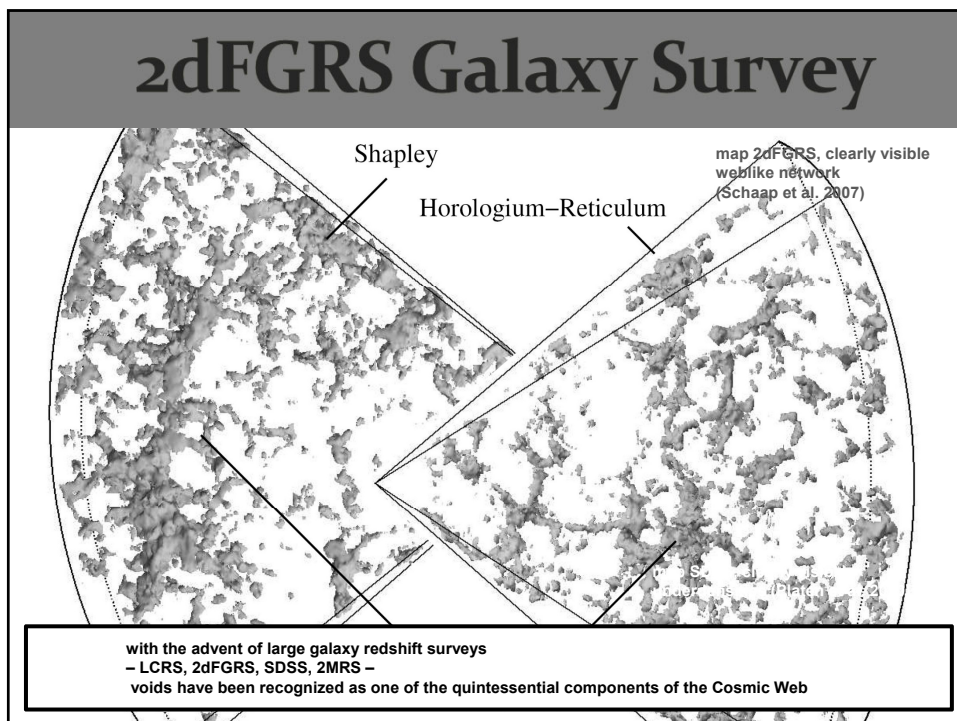 2dFGRS Galaxy Survey
Shapley
Horologium–Reticulum
map 2dFGRS, clearly visible
weblike network
(Schaap et al. 2007)
with the advent of large galaxy redshift surveys
– LCRS, 2dFGRS, SDSS, 2MRS –
voids have been recognized as one of the quintessential components of the Cosmic Web